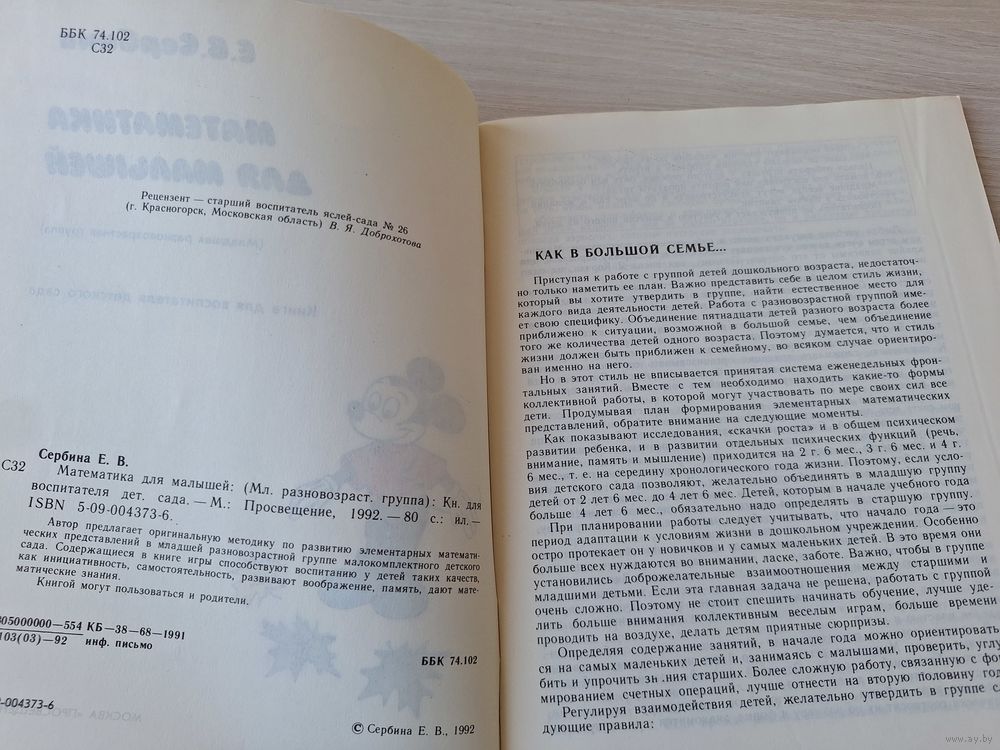 ББК 74.102
С32
Рецензент — старший воспитатель яслей-сада № 26
(г. Красногорск, Московская область) В. Я. Доброхотова
Сербина Е. В.
С32
Математика для малышей: (Мл. разновозраст. группа): Кн. для
воспитателя дет. сада. — М.: Просвещение, 1992. — 80 с.: ил.—
ISBN 5-09-004373-6.
Автор предлагает оригинальную методику по развитию элементарных математи-
ческих представлений в младшей разновозрастной группе малокомплектного детского
сада. Содержащиеся в книге игры способствуют воспитанию у детей таких качеств,
как инициативность, самостоятельность, развивают воображение, память, дают мате-
матические знания.
Книгой могут пользоваться и родители.
305000000—554
103(03)—92
КБ—38—68—1991
инф. письмо
ББК 74.102
-004373-6
© Сербина Е. В., 1992
КАК В БОЛЬШОЙ СЕМЬЕ...
Приступая к работе с группой детей дошкольного возраста, недостаточ-
но только наметить ее план. Важно представить себе в целом стиль жизни,
который вы хотите утвердить в группе, найти естественное место для
каждого вида деятельности детей. Работа с разновозрастной группой име-
ет свою специфику. Объединение пятнадцати детей разного возраста более
приближено к ситуации, возможной в большой семье, чем объединение
того же количества детей одного возраста. Поэтому думается, что и стиль
жизни должен быть приближен к семейному, во всяком случае ориентиро-
ван именно на него.
Но в этот стиль не вписывается принятая система еженедельных фрон-
тальных занятий. Вместе с тем необходимо находить какие-то формы
коллективной работы, в которой могут участвовать по мере своих сил все
дети. Продумывая план формирования элементарных математических
представлений, обратите внимание на следующие моменты.
Как показывают исследования, «скачки роста» и в общем психическом
развитии ребенка, и в развитии отдельных психических функций (речь,
внимание, память и мышление) приходится на 2 г. 6 мес., 3 г. 6 мес. и 4 г.
6 мес., т. е. на середину хронологического года жизни. Поэтому, если усло-
вия детского сада позволяют, желательно объединять в младшую группу
детей от 2 лет 6 мес. до 4 лет 6 мес. Детей, которым в начале учебного года
больше 4 лет 6 мес., обязательно надо определять в старшую группу.
При планировании работы следует учитывать, что начало года — это
период адаптации к условиям жизни в дошкольном учреждении. Особенно
остро протекает он у новичков и у самых маленьких детей. В это время они
больше всех нуждаются во внимании, ласке, заботе. Важно, чтобы в группе
установились доброжелательные взаимоотношения между старшими и
младшими детьми. Если эта главная задача не решена, работать с группой
очень сложно. Поэтому не стоит спешить начинать обучение, лучше уде-
лить больше внимания коллективным веселым играм, больше времени
проводить на воздухе, делать детям приятные сюрпризы.
Определяя содержание занятий, в начале года можно ориентировать
ся на самых маленьких детей и, занимаясь с малышами, проверить, углу
бить и упрочить зн.ния старших. Более сложную работу, связанную с фор
мированием счетных операций, лучше отнести на вторую половину год
Регулируя взаимодействия детей, желательно утвердить в группе сл
дующие правила:
www.ay.by